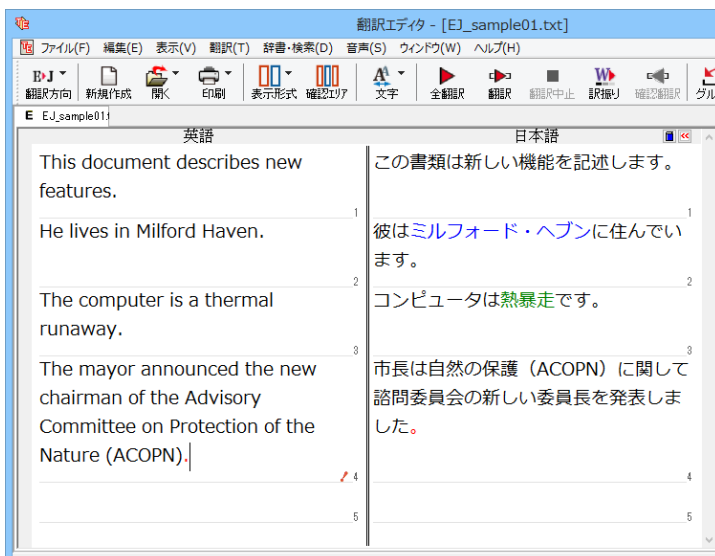 翻訳エディタ - [EJ_sample01.txt]
ファイル(F) 編集(E) 表示(V) 翻訳(T) 辞書・検索(D) 音声(S) ウィンドウ(W) ヘルプ(H)
翻訳方向 新規作成 開く 印刷 表示形式 確認エリア 文字 全翻訳 翻訳 翻訳中止 訳振り 確認翻訳 グル
E EJ_sample01.t
英語 日本語
This document describes new
features.
1
この書類は新しい機能を記述します。
1
He lives in Milford Haven.
2
彼はミルフォード・ヘブンに住んでい
ます。
2
The computer is a thermal
runaway.
3
コンピュータは熱暴走です。
3
The mayor announced the new
chairman of the Advisory
Committee on Protection of the
Nature (ACOPN).
4
市長は自然の保護（ACOPN）に関して
諮問委員会の新しい委員長を発表しま
した。
4
5
5